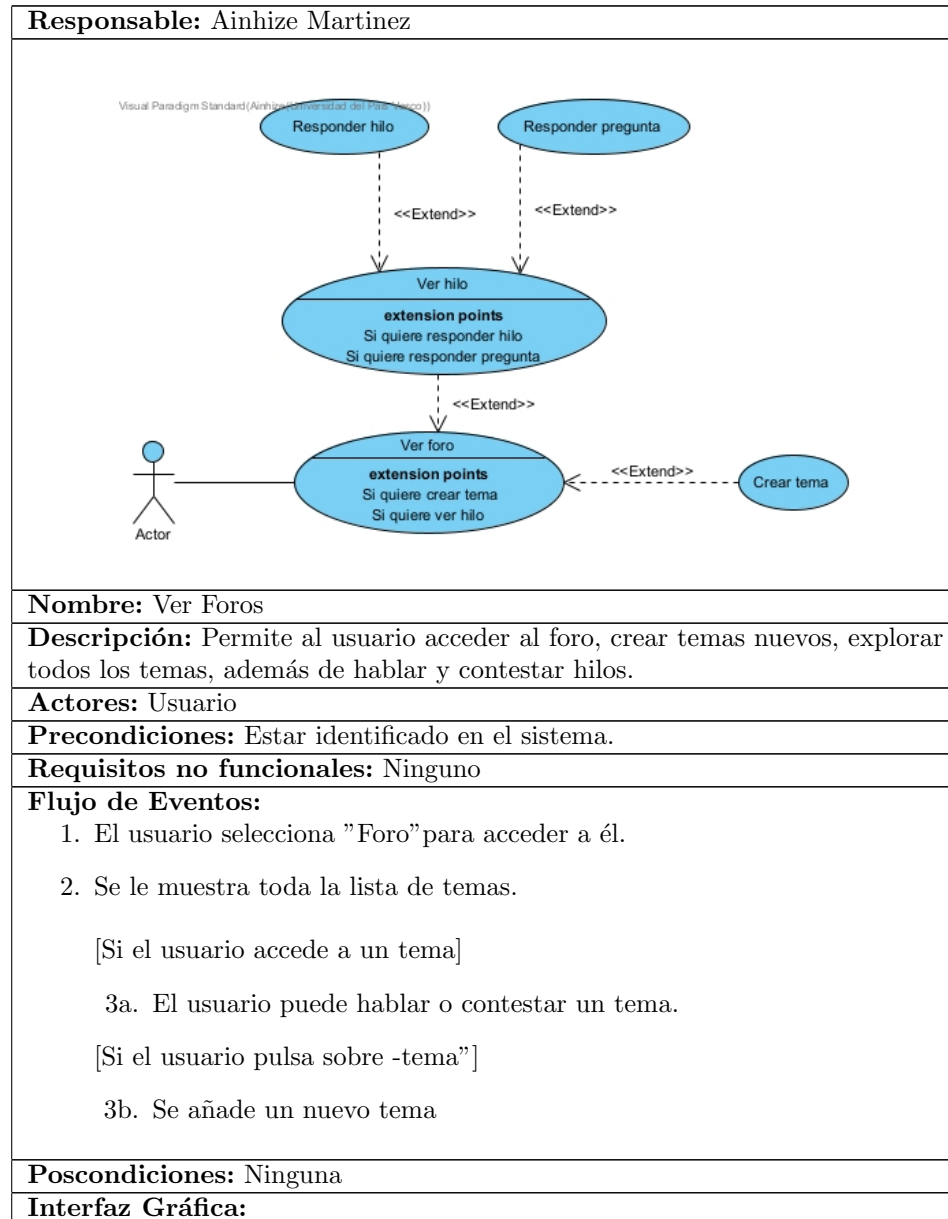 Responsable: Ainhize Martinez
Visual Paradigm Standard(Ainhize(Universidad del País Vasco))
Responder hilo
Responder pregunta
<<Extend>>
<<Extend>>
Ver hilo
extension points
Si quiere responder hilo
Si quiere responder pregunta
<<Extend>>
Ver foro
extension points
Si quiere crear tema
Si quiere ver hilo
<<Extend>>
Crear tema
Actor
Nombre: Ver Foros
Descripción: Permite al usuario acceder al foro, crear temas nuevos, explorar
todos los temas, además de hablar y contestar hilos.
Actores: Usuario
Precondiciones: Estar identificado en el sistema.
Requisitos no funcionales: Ninguno
Flujo de Eventos:
1. El usuario selecciona ”Foro”para acceder a él.
2. Se le muestra toda la lista de temas.
[Si el usuario accede a un tema]
3a. El usuario puede hablar o contestar un tema.
[Si el usuario pulsa sobre -tema”]
3b. Se añade un nuevo tema
Poscondiciones: Ninguna
Interfaz Gráfica: